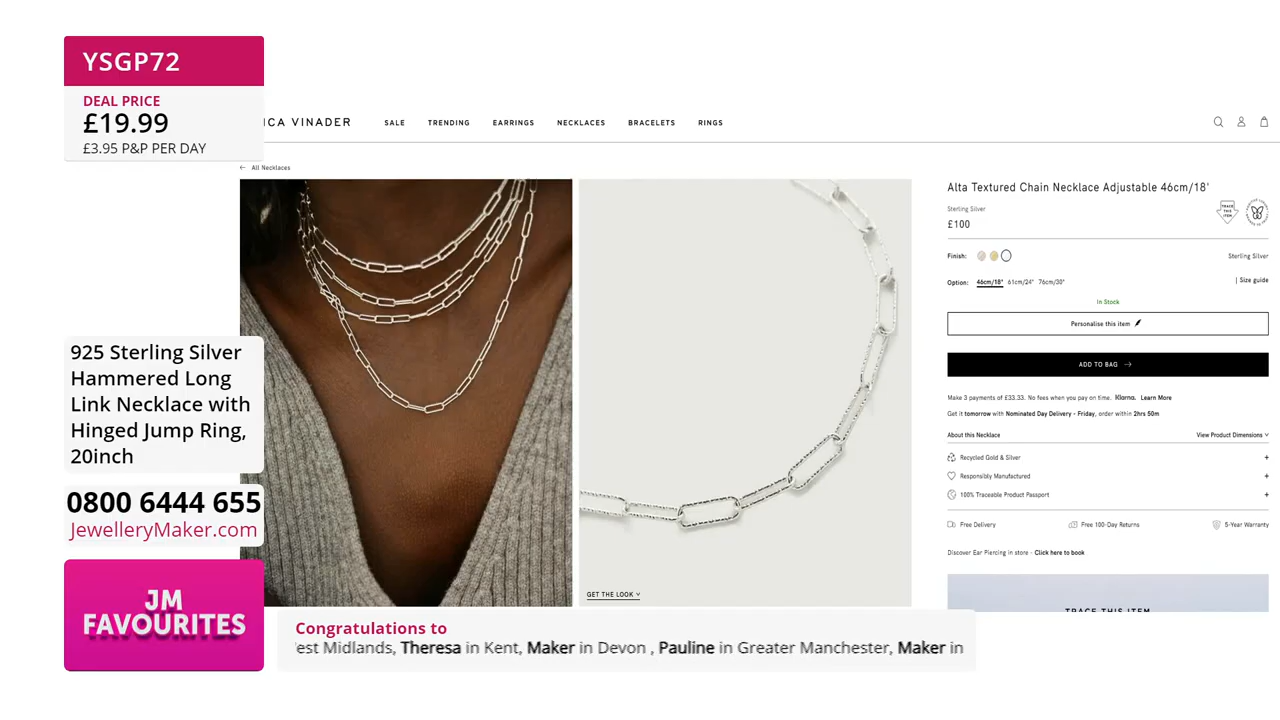 YSGP72
DEAL PRICE
£19.99
£3.95 P&P PER DAY
ICA VINADER
SALE
TRENDING
EARRINGS
NECKLACES
BRACELETS
RINGS
← All Necklaces
Alta Textured Chain Necklace Adjustable 46cm/18'
Sterling Silver
£100
TRACE THIS ITEM
Finish:
Sterling Silver
Option: 46cm/18" 61cm/24" 76cm/30"
Size guide
In Stock
Personalise this item
ADD TO BAG →
Make 3 payments of £33.33. No fees when you pay on time. Klarna. Learn More
Get it tomorrow with Nominated Day Delivery - Friday, order within 2hrs 50m
About this Necklace
View Product Dimensions
Recycled Gold & Silver +
Responsibly Manufactured +
100% Traceable Product Passport +
Free Delivery
Free 100-Day Returns
5-Year Warranty
Discover Ear Piercing in store - Click here to book
TRACE THIS ITEM
GET THE LOOK
925 Sterling Silver
Hammered Long
Link Necklace with
Hinged Jump Ring,
20inch
0800 6444 655
JewelleryMaker.com
JM
FAVOURITES
Congratulations to
'est Midlands, Theresa in Kent, Maker in Devon , Pauline in Greater Manchester, Maker in